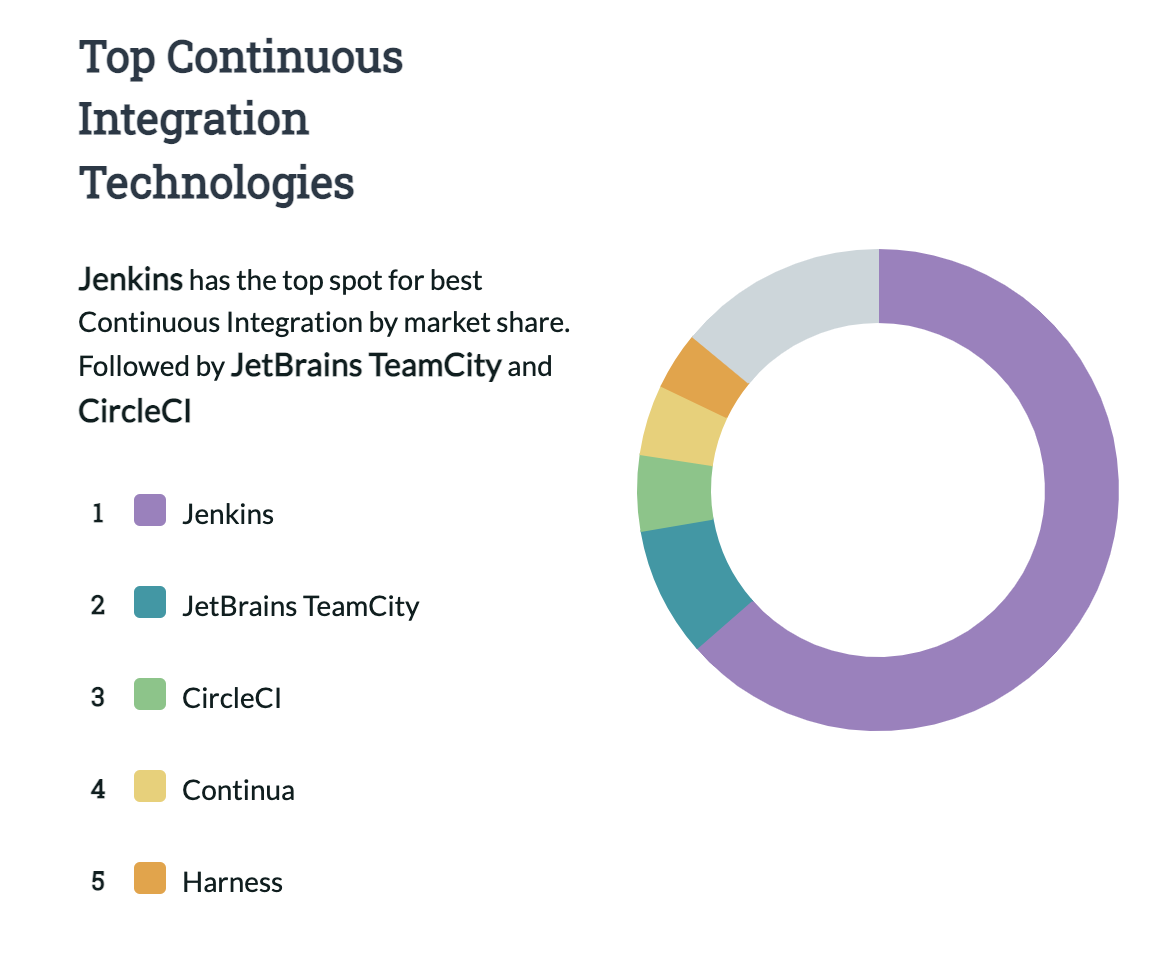 Top Continuous
Integration
Technologies
Jenkins has the top spot for best
Continuous Integration by market share.
Followed by JetBrains TeamCity and
CircleCI
1 Jenkins
2 JetBrains TeamCity
3 CircleCI
4 Continua
5 Harness